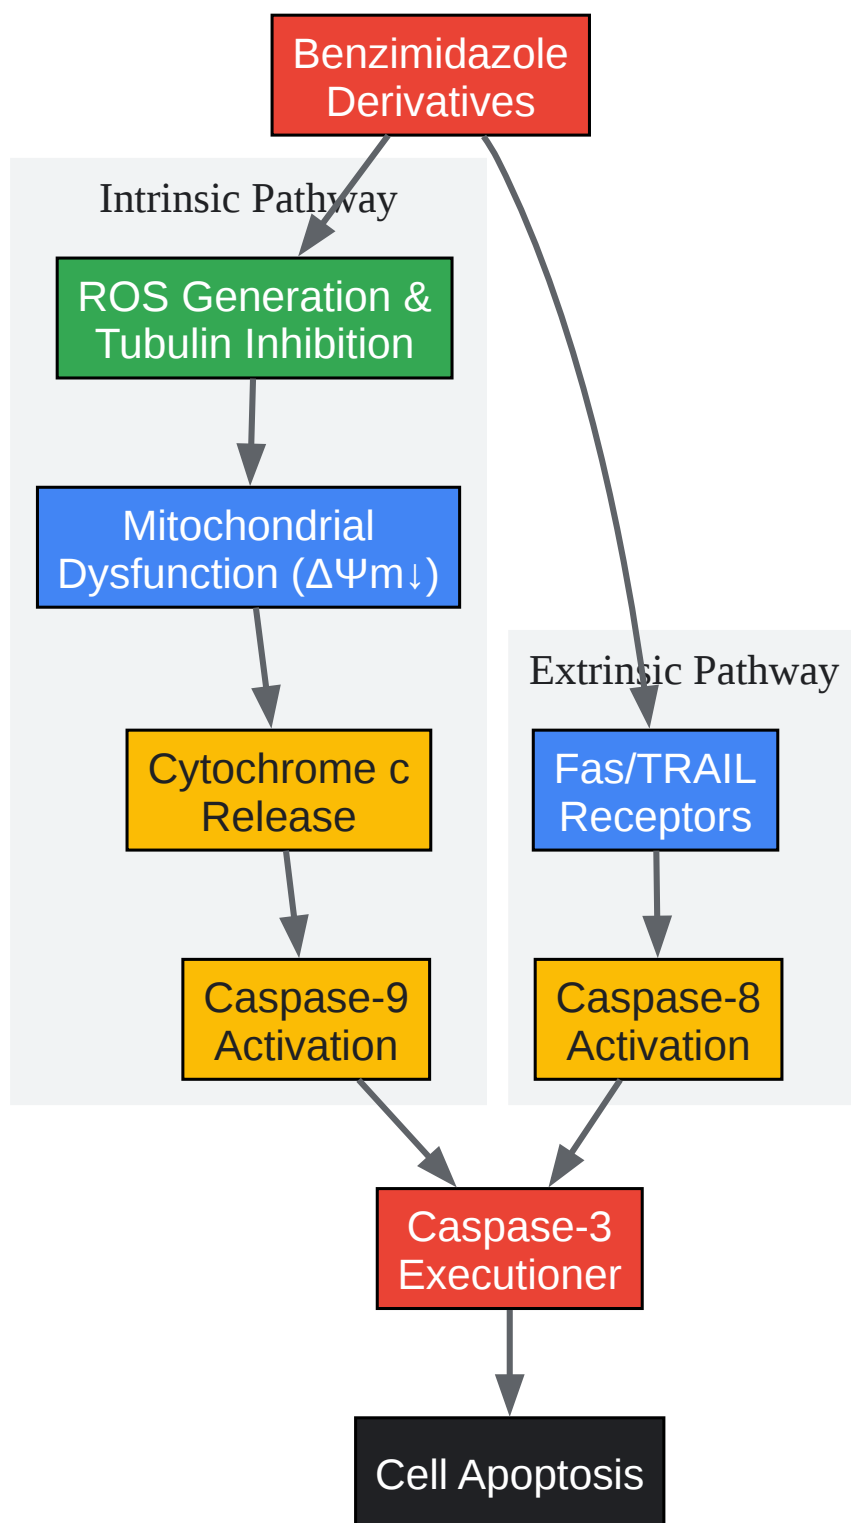 Benzimidazole
Derivatives
Intrinsic Pathway
ROS Generation &
Tubulin Inhibition
Mitochondrial
Dysfunction (ΔΨm↓)
Cytochrome c
Release
Caspase-9
Activation
Extrinsic Pathway
Fas/TRAIL
Receptors
Caspase-8
Activation
Caspase-3
Executioner
Cell Apoptosis